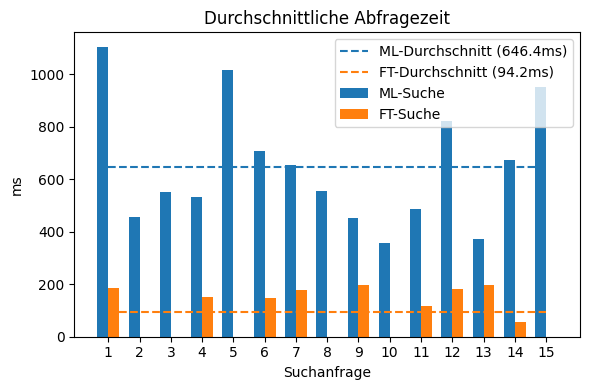 Durchschnittliche Abfragezeit
ML-Durchschnitt (646.4ms)
FT-Durchschnitt (94.2ms)
ML-Suche
FT-Suche
1000
800
600
400
200
0
ms
1 2 3 4 5 6 7 8 9 10 11 12 13 14 15
Suchanfrage